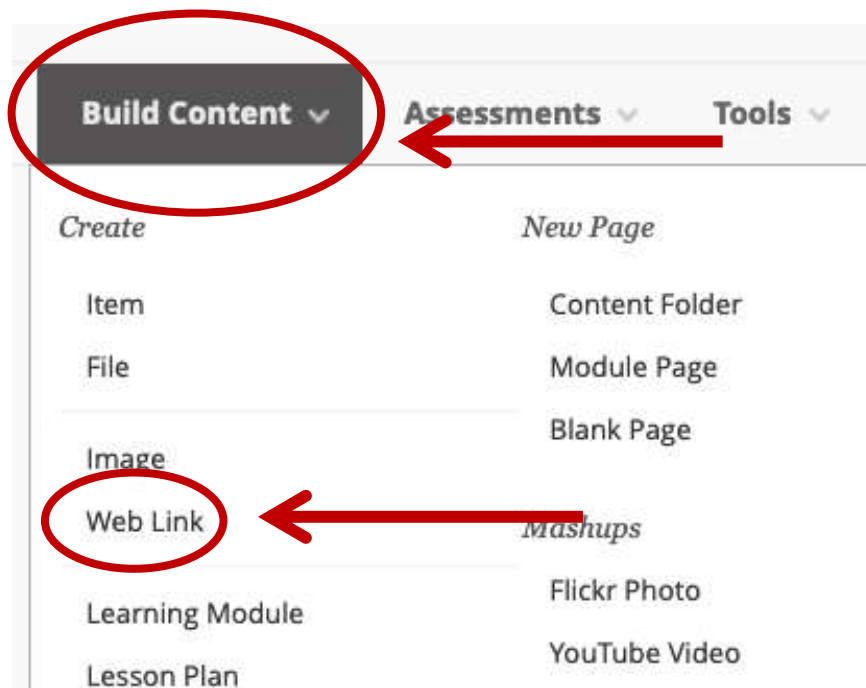 Build Content Assessments Tools
Create
Item
File
Image
Web Link
Learning Module
Lesson Plan
New Page
Content Folder
Module Page
Blank Page
Mashups
Flickr Photo
YouTube Video